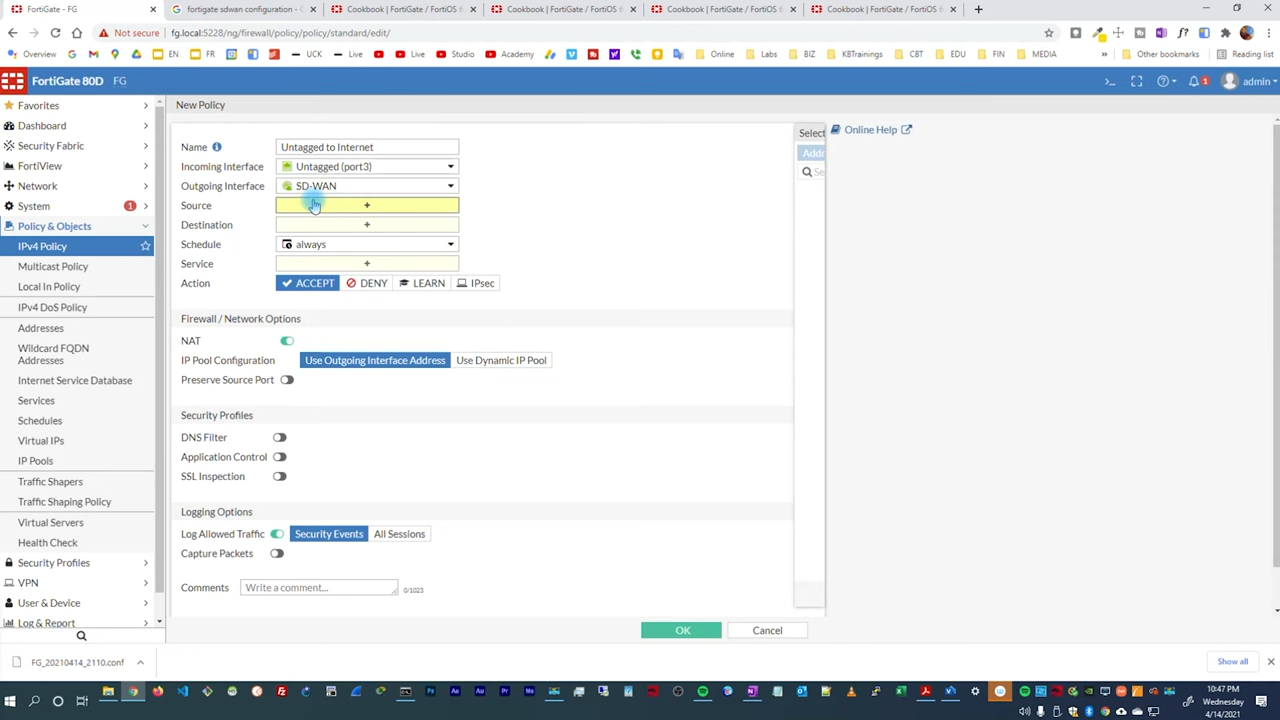 FortiGate - FG
fortigate sdwan configuration - G
Cookbook | FortiGate / FortiOS 6
Cookbook | FortiGate / FortiOS 6
Cookbook | FortiGate / FortiOS 6
Cookbook | FortiGate / FortiOS 6
Not secure
fg.local:5228/ng/firewall/policy/policy/standard/edit/
Overview
EN
FR
UCK
Live
Live
Studio
Academy
Online
Labs
BIZ
KBTrainings
CBT
EDU
FIN
MEDIA
Other bookmarks
Reading list
FortiGate 80D
FG
1
admin
Favorites
Dashboard
Security Fabric
FortiView
Network
System
1
Policy & Objects
IPv4 Policy
Multicast Policy
Local In Policy
IPv4 DoS Policy
Addresses
Wildcard FQDN
Addresses
Internet Service Database
Services
Schedules
Virtual IPs
IP Pools
Traffic Shapers
Traffic Shaping Policy
Virtual Servers
Health Check
Security Profiles
VPN
User & Device
Log & Report
New Policy
Name
Untagged to Internet
Incoming Interface
Untagged (port3)
Outgoing Interface
SD-WAN
Source
+
Destination
+
Schedule
always
Service
+
Action
ACCEPT
DENY
LEARN
IPsec
Firewall / Network Options
NAT
IP Pool Configuration
Use Outgoing Interface Address
Use Dynamic IP Pool
Preserve Source Port
Security Profiles
DNS Filter
Application Control
SSL Inspection
Logging Options
Log Allowed Traffic
Security Events
All Sessions
Capture Packets
Comments
Write a comment...
0/1023
OK
Cancel
Select
Addr
Se
Online Help
FG_20210414_2110.conf
Show all
10:47 PM
Wednesday
4/14/2021